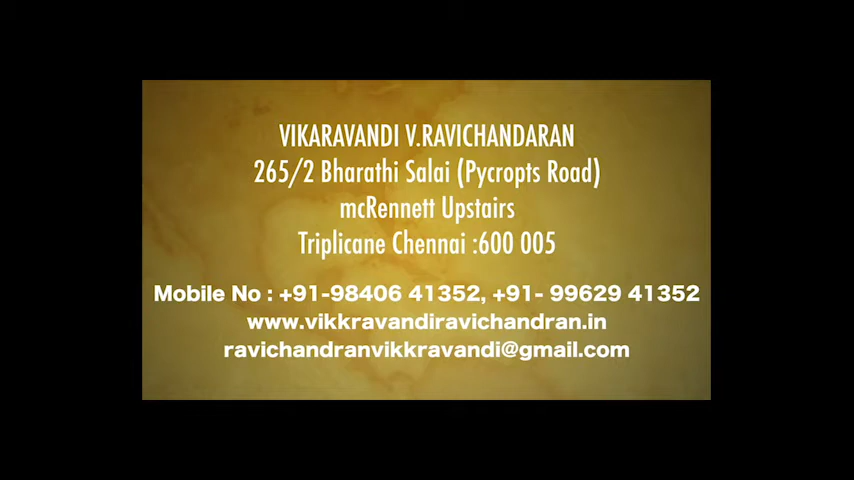 VIKARAVANDI V.RAVICHANDARAN
265/2 Bharathi Salai (Pycropts Road)
mcRennett Upstairs
Triplicane Chennai :600 005
Mobile No : +91-98406 41352, +91- 99629 41352
www.vikkravandiravichandran.in
ravichandranvikkravandi@gmail.com